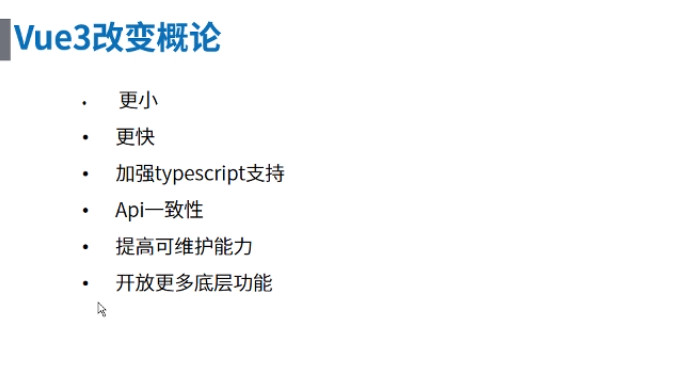 Vue3改变概论
• 更小
• 更快
• 加强typescript支持
• Api一致性
• 提高可维护能力
• 开放更多底层功能